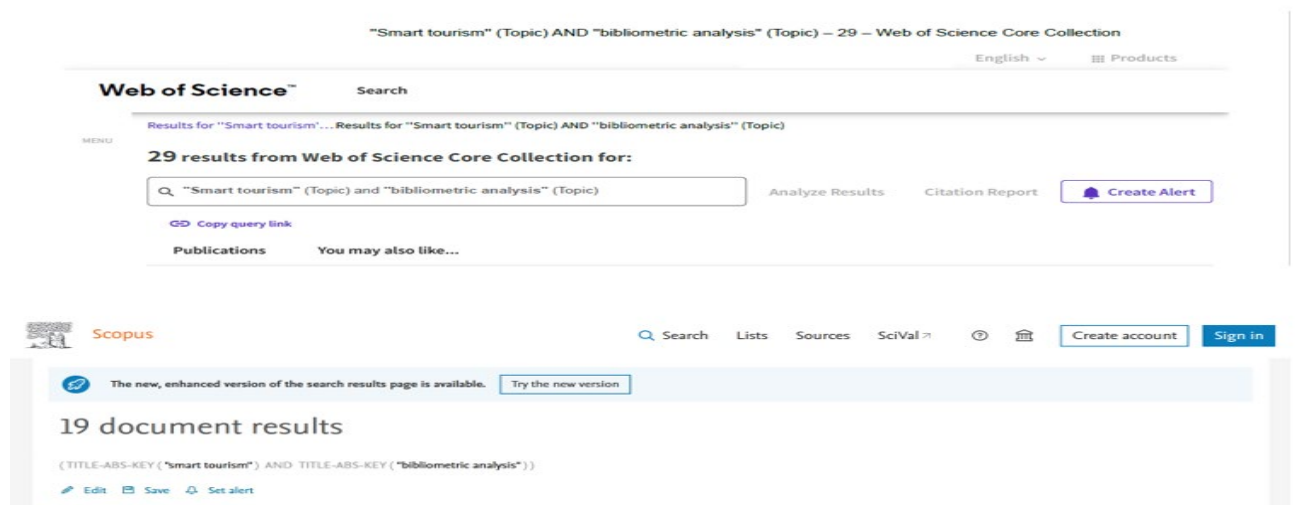 "Smart tourism" (Topic) AND "bibliometric analysis" (Topic) – 29 – Web of Science Core Collection
English Products
Web of Science™ Search
Results for "Smart tourism'... Results for "Smart tourism" (Topic) AND "bibliometric analysis" (Topic)
MENU
29 results from Web of Science Core Collection for:
"Smart tourism" (Topic) and "bibliometric analysis" (Topic) Analyze Results Citation Report Create Alert
Copy query link
Publications You may also like...
Scopus Search Lists Sources SciVal Create account Sign in
The new, enhanced version of the search results page is available. Try the new version
19 document results
(TITLE-ABS-KEY("smart tourism") AND TITLE-ABS-KEY("bibliometric analysis"))
Edit Save Set alert